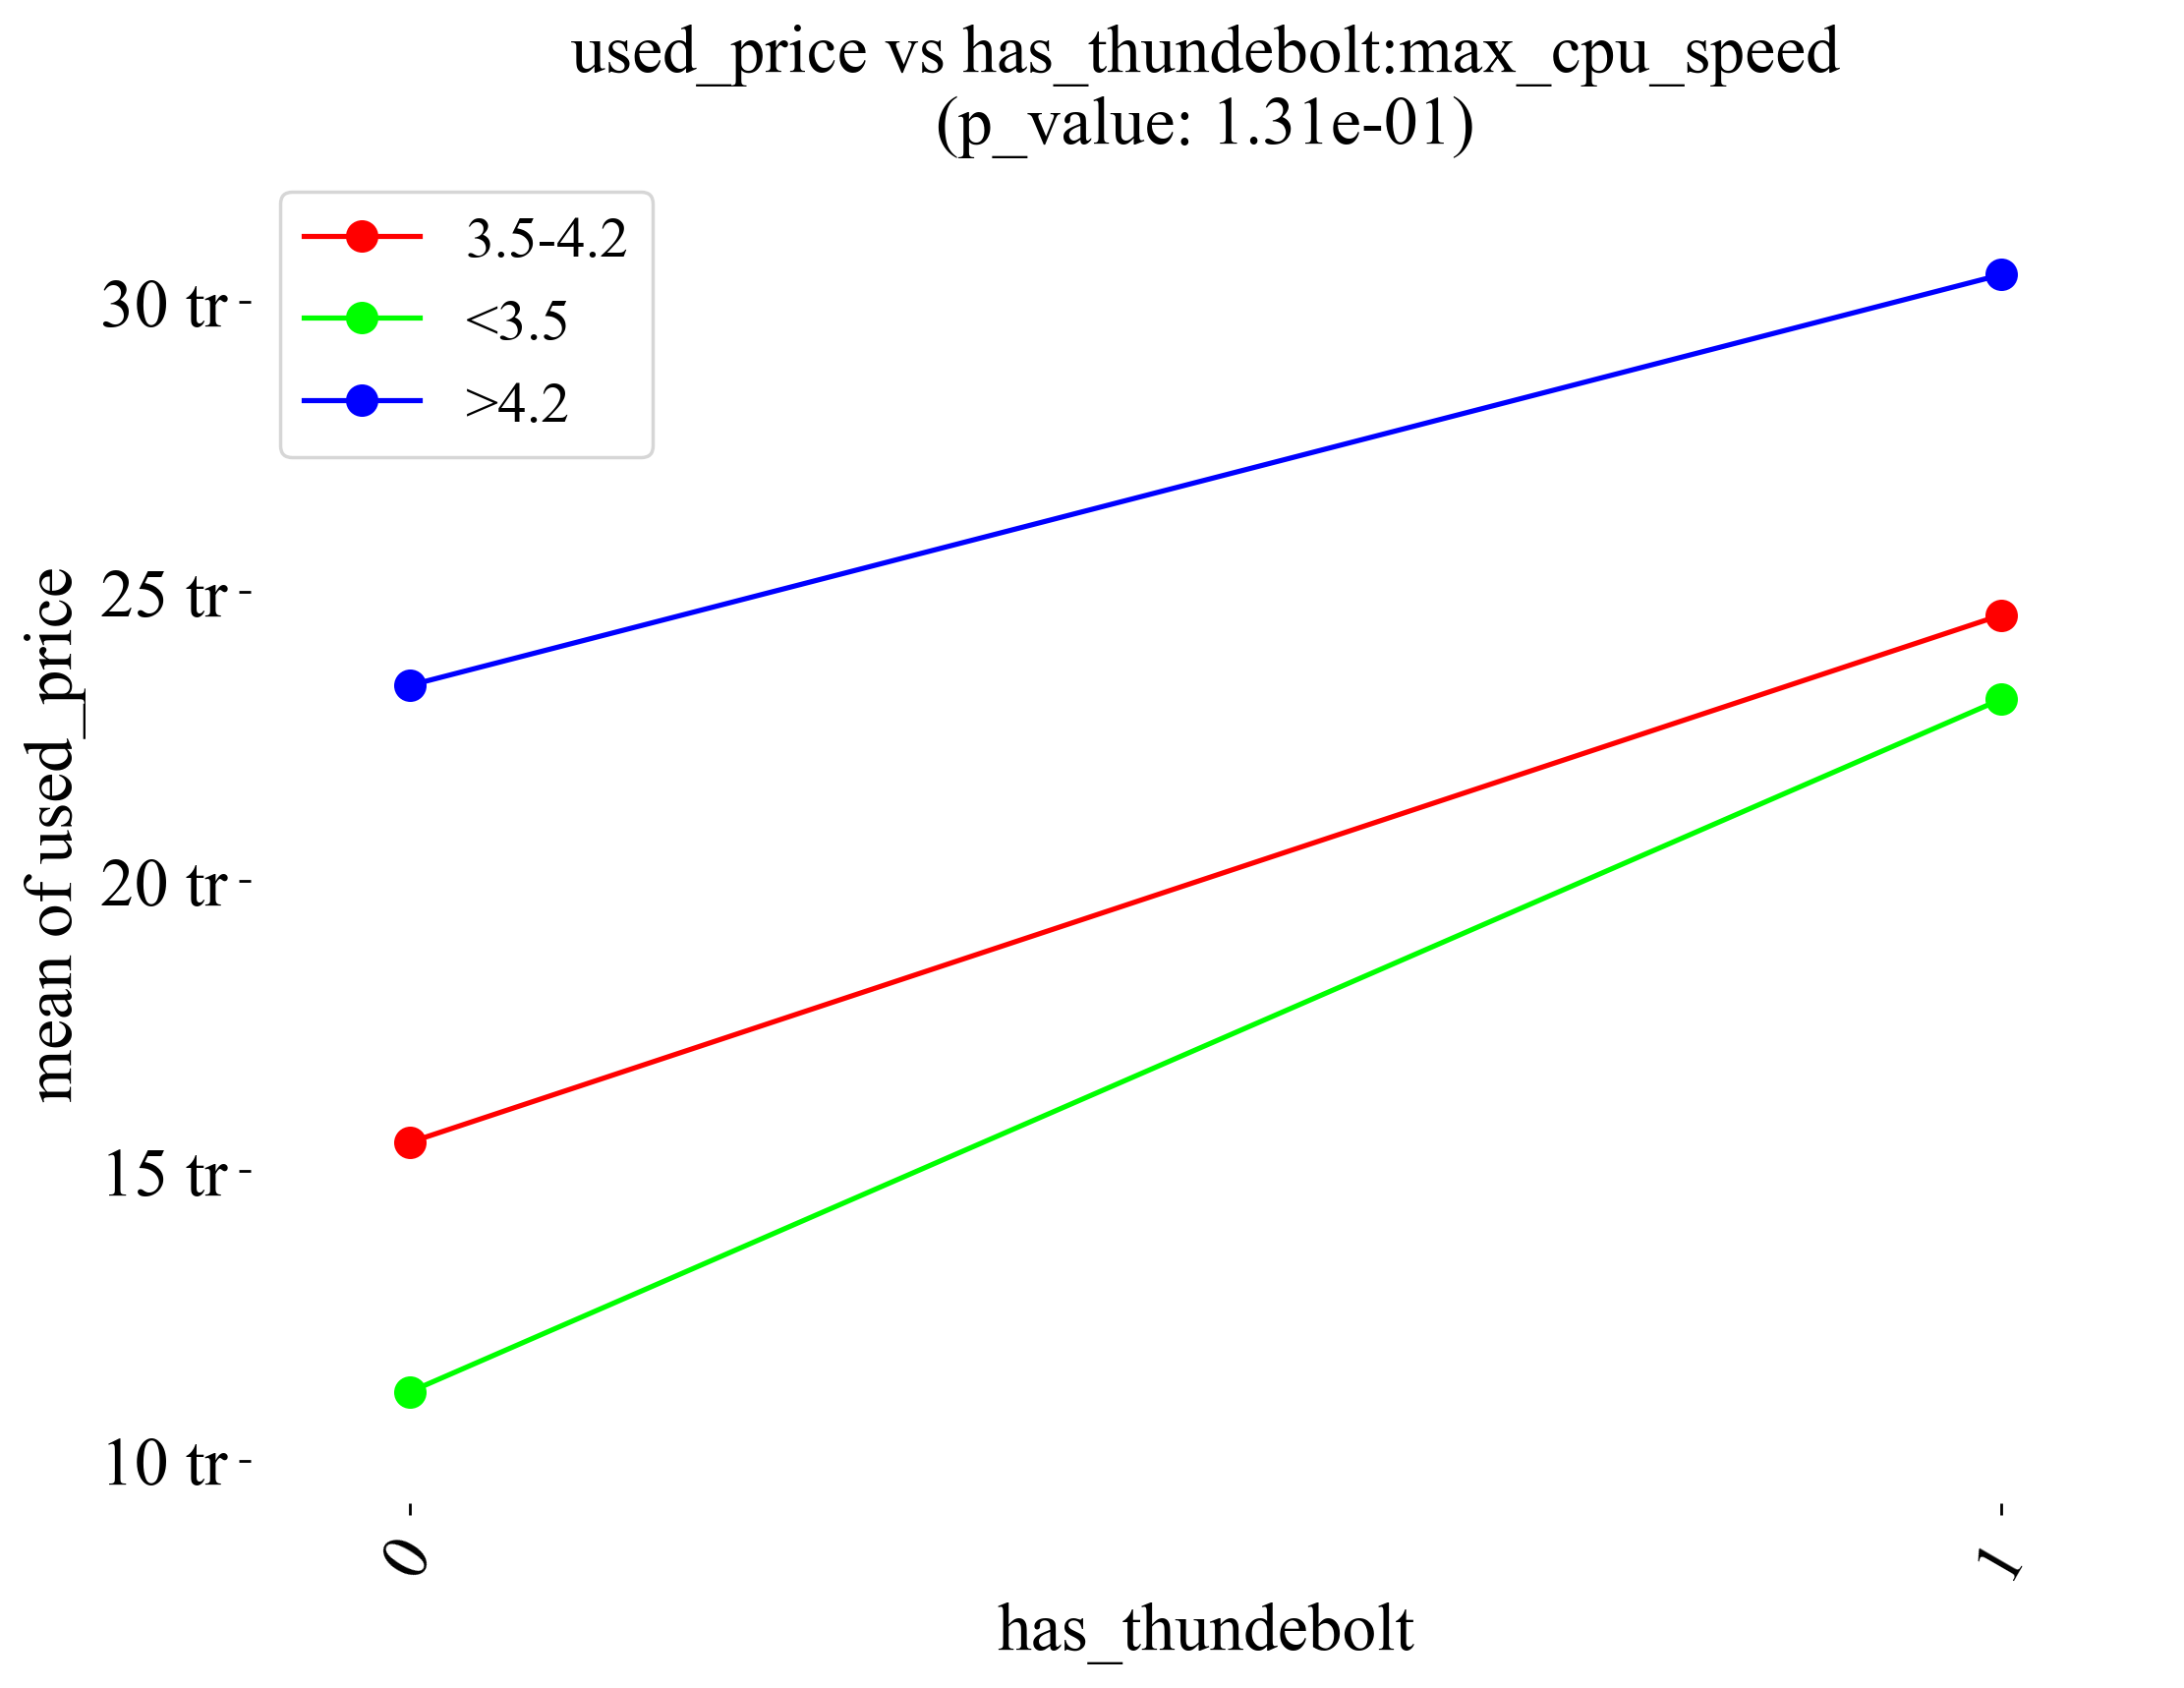 used_price vs has_thundebolt:max_cpu_speed
(p_value: 1.31e-01)
3.5-4.2
<3.5
>4.2
30 tr
25 tr
20 tr
15 tr
10 tr
mean of used_price
0
1
has_thundebolt